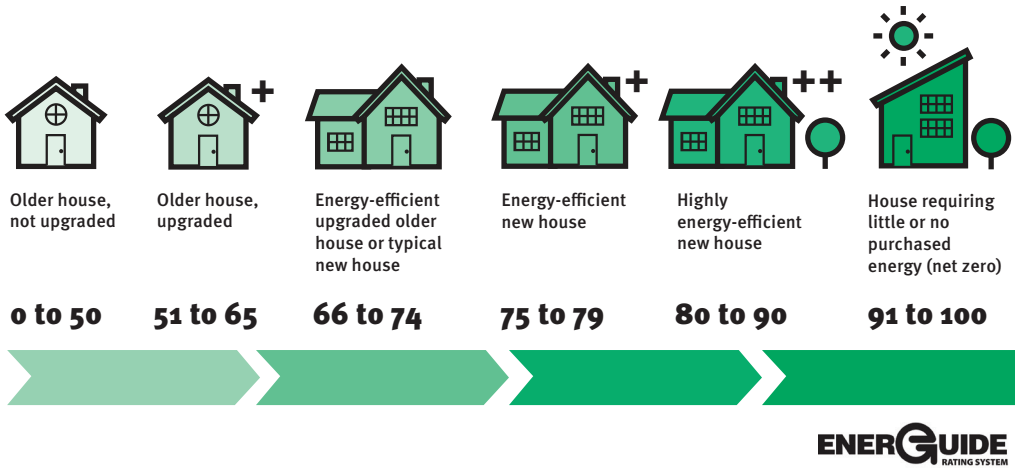 Older house,
not upgraded
Older house,
upgraded
Energy-efficient
upgraded older
house or typical
new house
Energy-efficient
new house
Highly
energy-efficient
new house
House requiring
little or no
purchased
energy (net zero)
0 to 50
51 to 65
66 to 74
75 to 79
80 to 90
91 to 100
ENERGUIDE
RATING SYSTEM